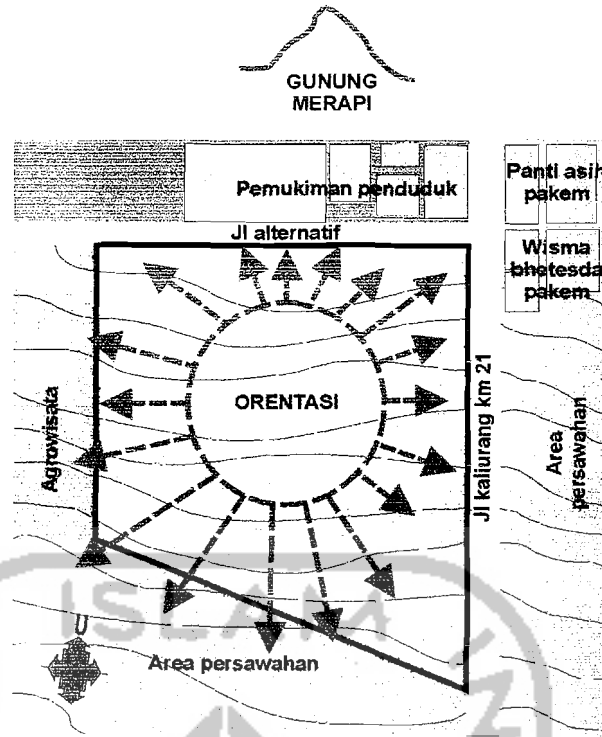 GUNUNG
MERAPI
Pemukiman penduduk
Panti asih
pakem
Jl alternatif
Wisma
bhetesda
pakem
ORENTASI
Agrowisata
Jl kaliurang km 21
Area
persawahan
ISLAM
U
Area persawahan